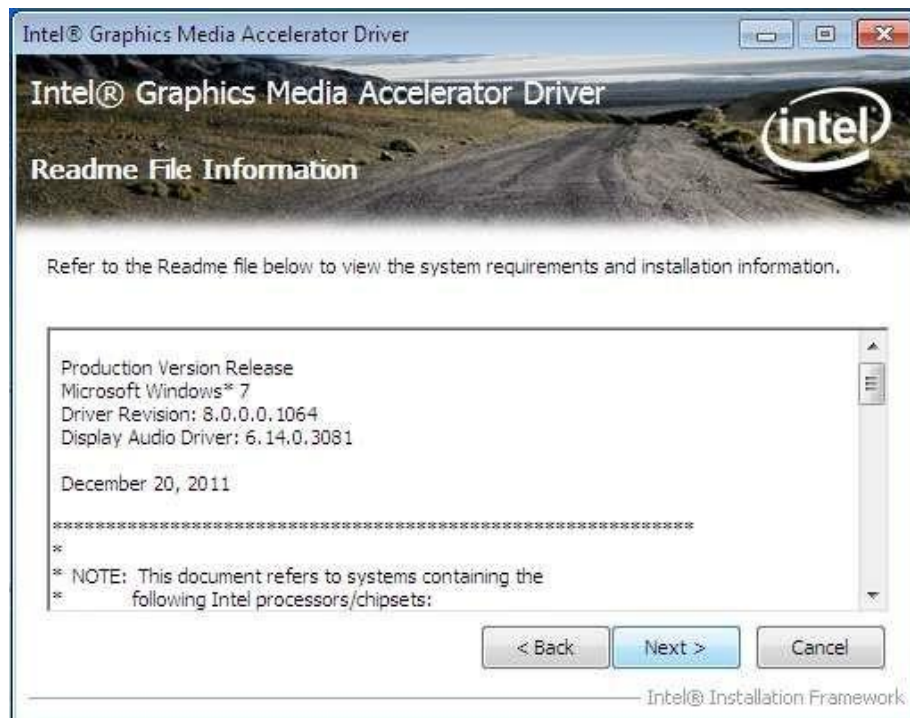 Intel® Graphics Media Accelerator Driver
Intel® Graphics Media Accelerator Driver
intel
Readme File Information
Refer to the Readme file below to view the system requirements and installation information.
Production Version Release
Microsoft Windows* 7
Driver Revision: 8.0.0.0.1064
Display Audio Driver: 6.14.0.3081
December 20, 2011
************************************************************
*
* NOTE: This document refers to systems containing the
* following Intel processors/chipsets:
< Back
Next >
Cancel
Intel® Installation Framework